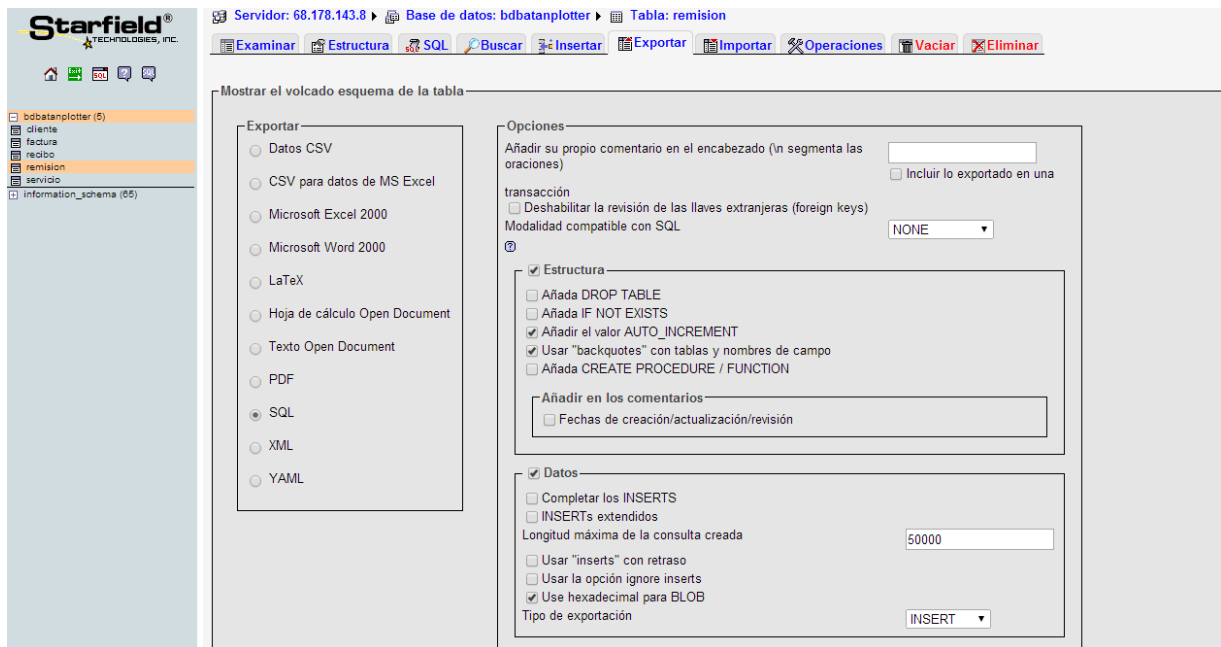 Starfield®
TECHNOLOGIES, INC.
Exit
SQL
SQL
bdbatanplotter (5)
cliente
factura
recibo
remision
servicio
information_schema (65)
Servidor: 68.178.143.8 ▸ Base de datos: bdbatanplotter ▸ Tabla: remision
Examinar Estructura SQL Buscar Insertar Exportar Importar Operaciones Vaciar Eliminar
Mostrar el volcado esquema de la tabla
Exportar
Datos CSV
CSV para datos de MS Excel
Microsoft Excel 2000
Microsoft Word 2000
LaTeX
Hoja de cálculo Open Document
Texto Open Document
PDF
SQL
XML
YAML
Opciones
Añadir su propio comentario en el encabezado (\n segmenta las
oraciones)
Incluir lo exportado en una
transacción
Deshabilitar la revisión de las llaves extranjeras (foreign keys)
Modalidad compatible con SQL
NONE
Estructura
Añada DROP TABLE
Añada IF NOT EXISTS
Añadir el valor AUTO_INCREMENT
Usar "backquotes" con tablas y nombres de campo
Añada CREATE PROCEDURE / FUNCTION
Añadir en los comentarios
Fechas de creación/actualización/revisión
Datos
Completar los INSERTS
INSERTs extendidos
Longitud máxima de la consulta creada
50000
Usar "inserts" con retraso
Usar la opción ignore inserts
Use hexadecimal para BLOB
Tipo de exportación
INSERT